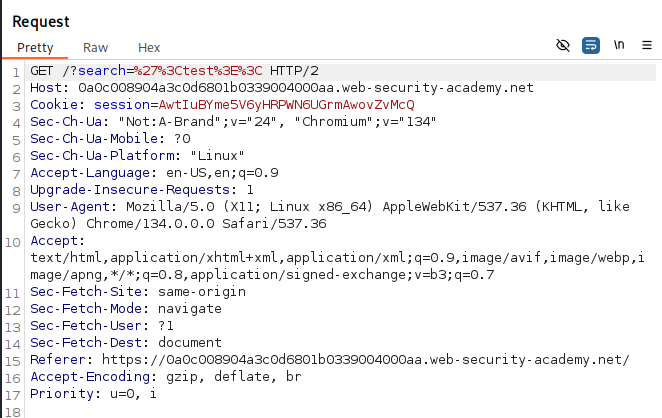 Request
Pretty Raw Hex \n
1 GET /?search=%27%3Ctest%3E%3C HTTP/2
2 Host: 0a0c008904a3c0d6801b0339004000aa.web-security-academy.net
3 Cookie: session=AwtIuBYme5V6yHRPWN6UGrmAwovZvMcQ
4 Sec-Ch-Ua: "Not:A-Brand";v="24", "Chromium";v="134"
5 Sec-Ch-Ua-Mobile: ?0
6 Sec-Ch-Ua-Platform: "Linux"
7 Accept-Language: en-US,en;q=0.9
8 Upgrade-Insecure-Requests: 1
9 User-Agent: Mozilla/5.0 (X11; Linux x86_64) AppleWebKit/537.36 (KHTML, like
Gecko) Chrome/134.0.0.0 Safari/537.36
10 Accept:
text/html,application/xhtml+xml,application/xml;q=0.9,image/avif,image/webp,i
mage/apng,*/*;q=0.8,application/signed-exchange;v=b3;q=0.7
11 Sec-Fetch-Site: same-origin
12 Sec-Fetch-Mode: navigate
13 Sec-Fetch-User: ?1
14 Sec-Fetch-Dest: document
15 Referer: https://0a0c008904a3c0d6801b0339004000aa.web-security-academy.net/
16 Accept-Encoding: gzip, deflate, br
17 Priority: u=0, i
18